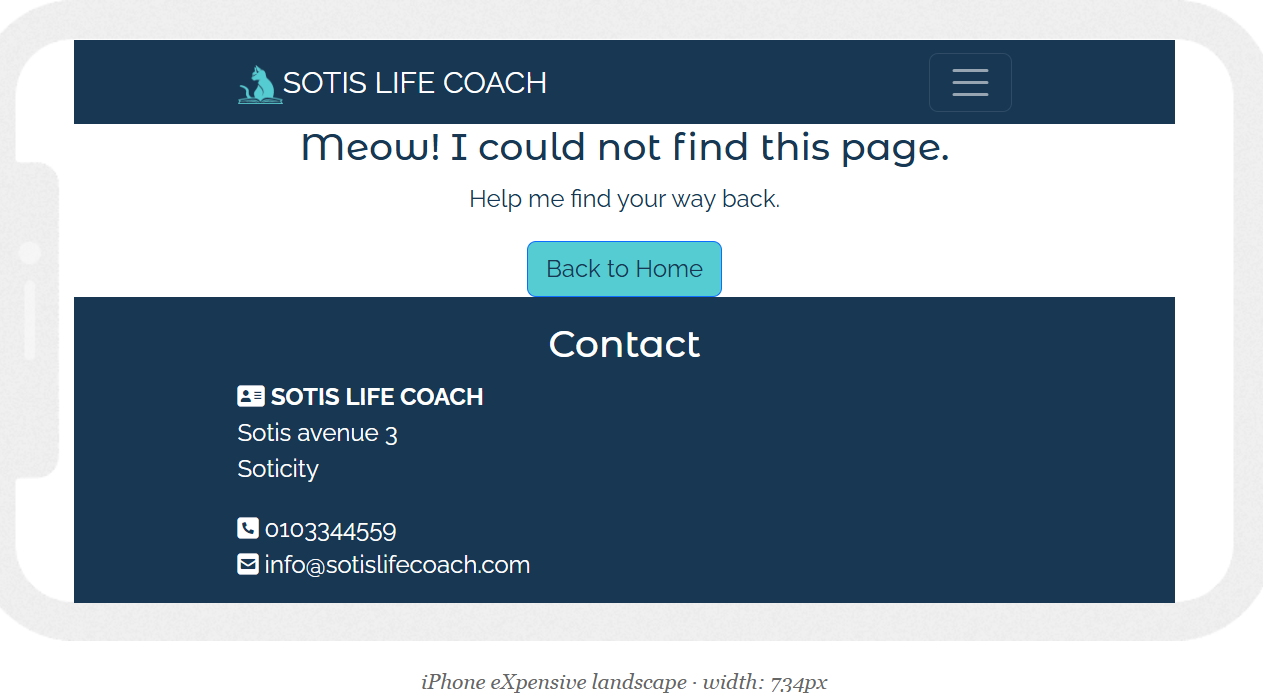 SOTIS LIFE COACH
Meow! I could not find this page.
Help me find your way back.
Back to Home
Contact
SOTIS LIFE COACH
Sotis avenue 3
Soticity
0103344559
info@sotislifecoach.com
iPhone eXpensive landscape · width: 734px